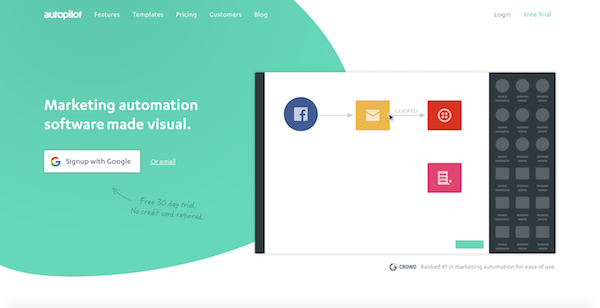 autopilot Features Templates Pricing Customers Blog Login Free Trial
Marketing automation
software made visual.
Signup with Google Or email
Free 30 day trial.
No credit card required.
CLICKED
G CROWD Ranked #1 in marketing automation for ease of use.